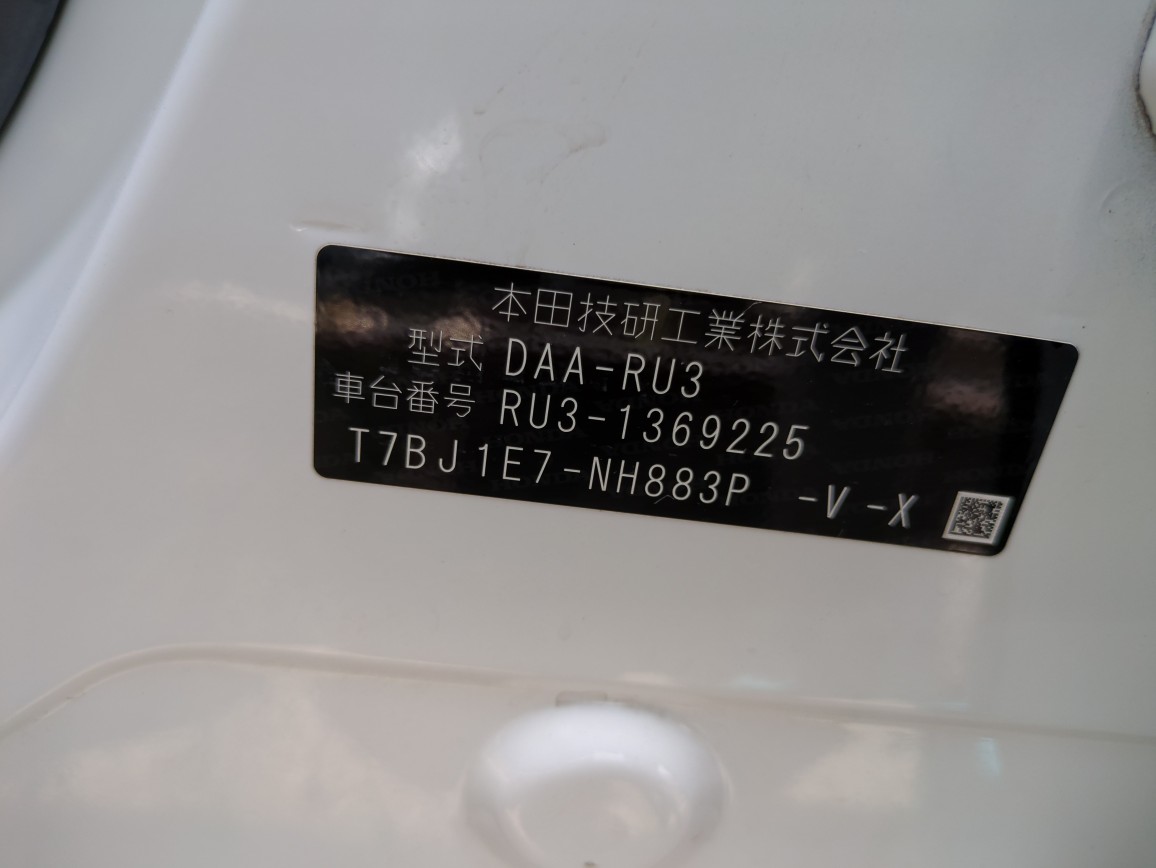 本田技研工業株式会社
型式 DAA-RU3
車台番号 RU3-1369225
T7BJ1E7-NH883P -V -X